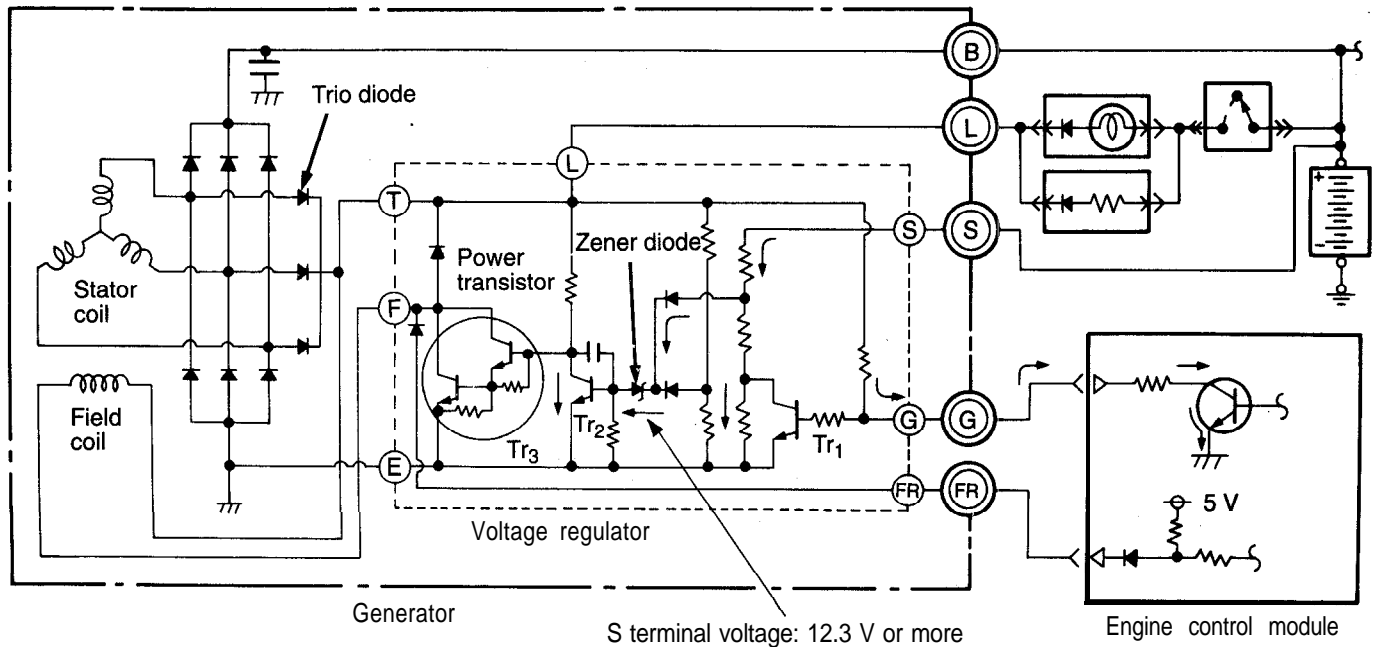 B
Trio diode
L
L
T
S
S
Zener diode
Power
transistor
Stator
coil
F
+
-
Field
coil
Tr2
Tr1
G
G
Tr3
E
FR
FR
5 V
Voltage regulator
Generator
S terminal voltage: 12.3 V or more
Engine control module